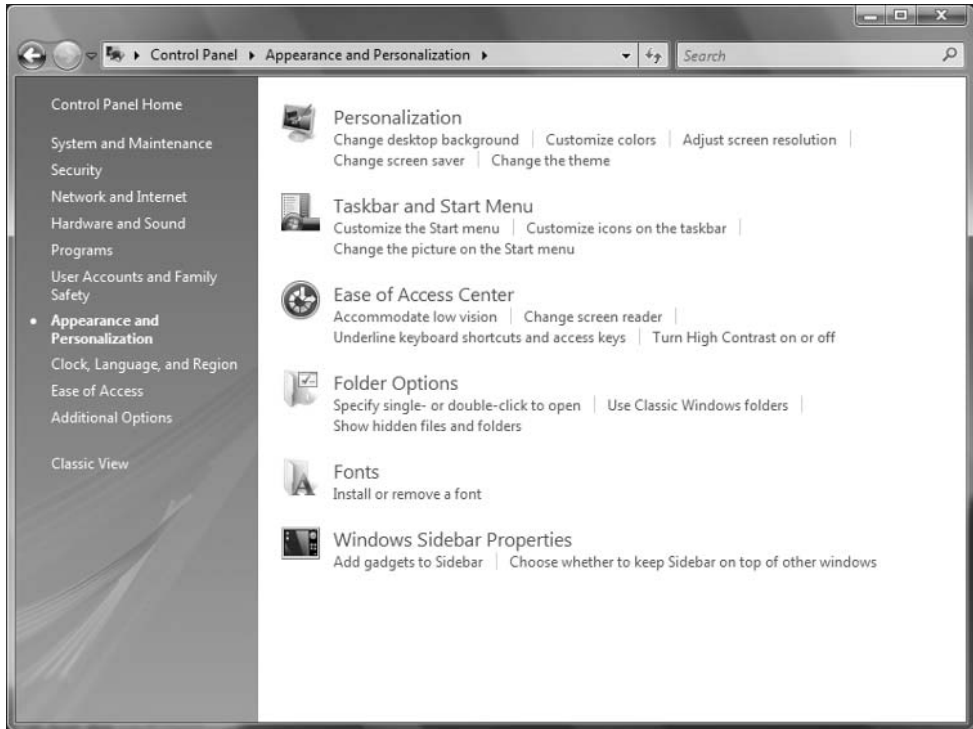 Control Panel Appearance and Personalization Search
Control Panel Home
System and Maintenance
Security
Network and Internet
Hardware and Sound
Programs
User Accounts and Family
Safety
Appearance and
Personalization
Clock, Language, and Region
Ease of Access
Additional Options
Classic View
Personalization
Change desktop background Customize colors Adjust screen resolution
Change screen saver Change the theme
Taskbar and Start Menu
Customize the Start menu Customize icons on the taskbar
Change the picture on the Start menu
Ease of Access Center
Accommodate low vision Change screen reader
Underline keyboard shortcuts and access keys Turn High Contrast on or off
Folder Options
Specify single- or double-click to open Use Classic Windows folders
Show hidden files and folders
Fonts
Install or remove a font
Windows Sidebar Properties
Add gadgets to Sidebar Choose whether to keep Sidebar on top of other windows